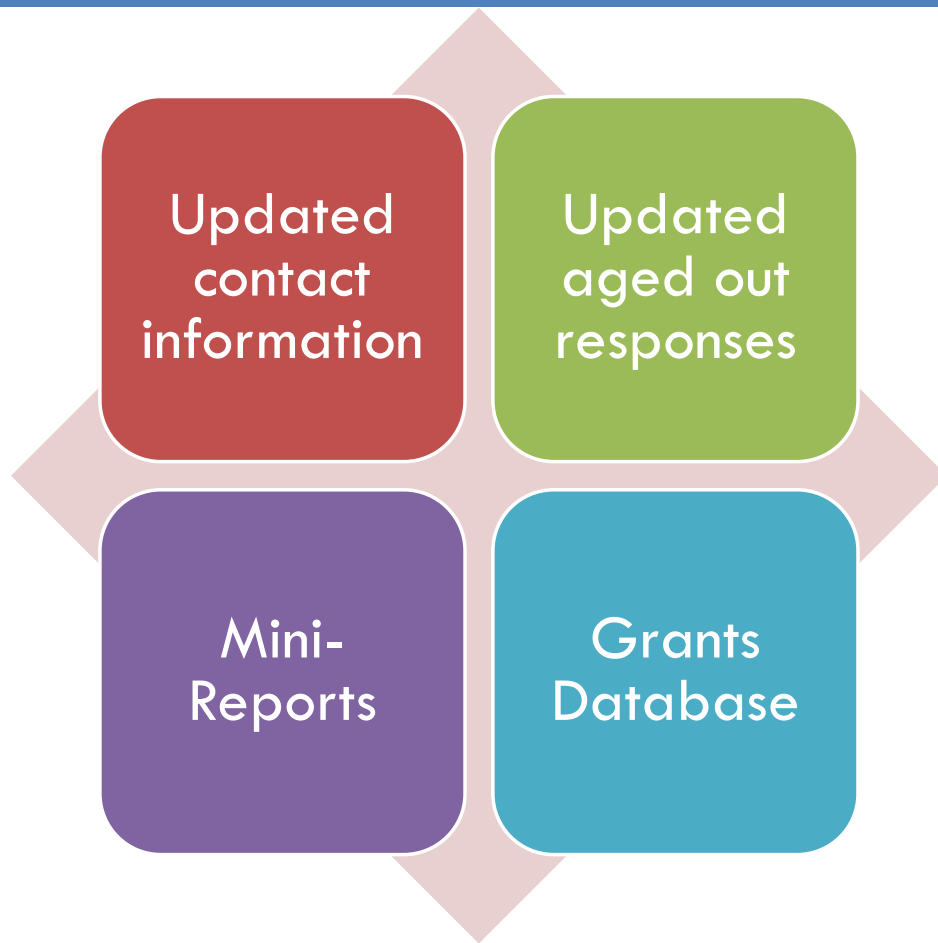 Updated
contact
information
Updated
aged out
responses
Mini-
Reports
Grants
Database